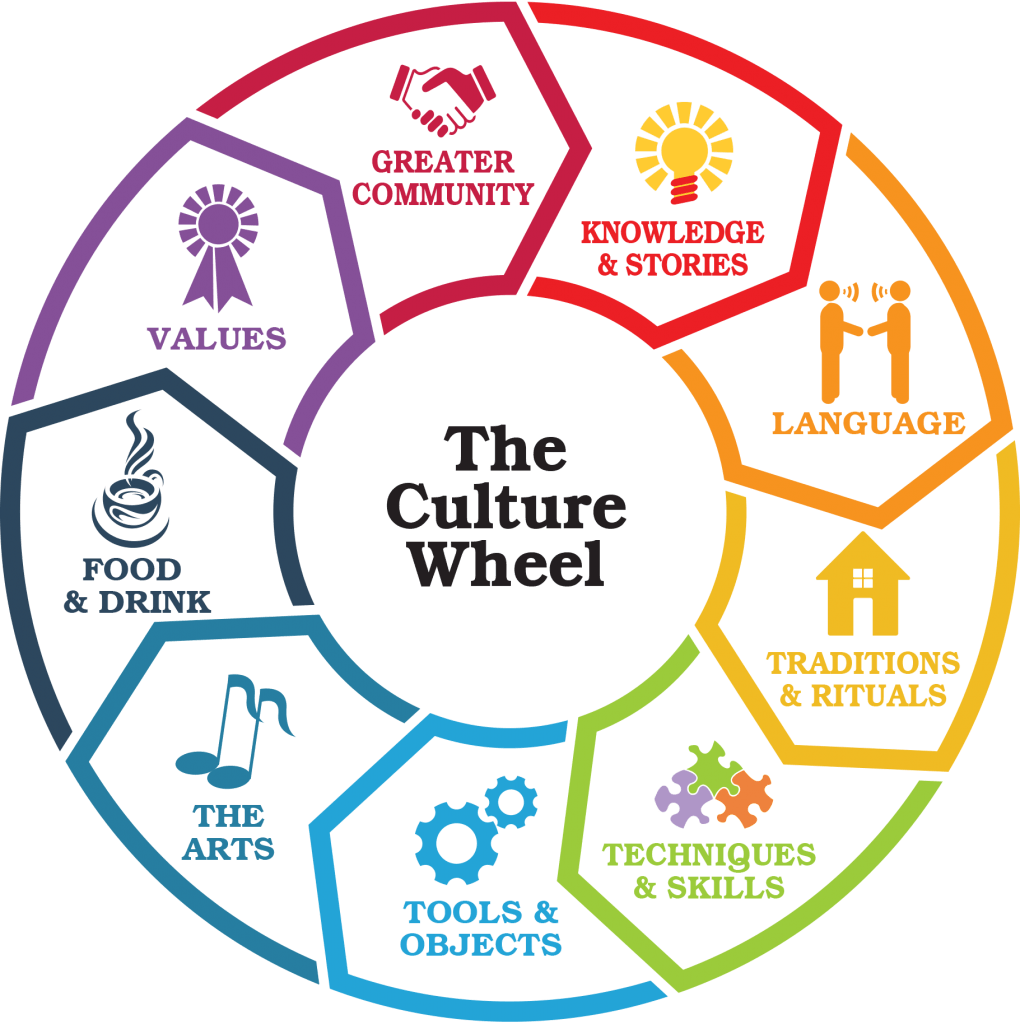 The
Culture
Wheel
GREATER
COMMUNITY
KNOWLEDGE
& STORIES
LANGUAGE
TRADITIONS
& RITUALS
TECHNIQUES
& SKILLS
TOOLS &
OBJECTS
THE
ARTS
FOOD
& DRINK
VALUES